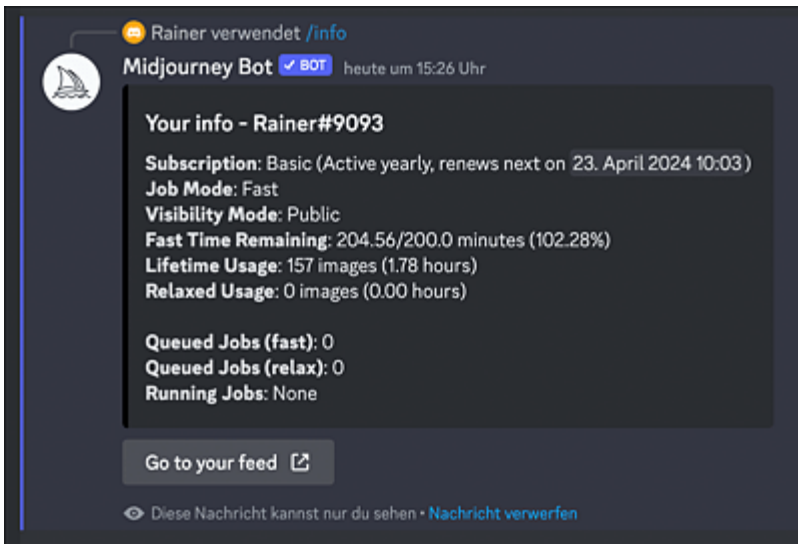 Rainer verwendet /info
Midjourney Bot ✓ BOT heute um 15:26 Uhr
Your info - Rainer#9093
Subscription: Basic (Active yearly, renews next on 23. April 2024 10:03)
Job Mode: Fast
Visibility Mode: Public
Fast Time Remaining: 204.56/200.0 minutes (102.28%)
Lifetime Usage: 157 images (1.78 hours)
Relaxed Usage: 0 images (0.00 hours)
Queued Jobs (fast): 0
Queued Jobs (relax): 0
Running Jobs: None
Go to your feed
Diese Nachricht kannst nur du sehen • Nachricht verwerfen